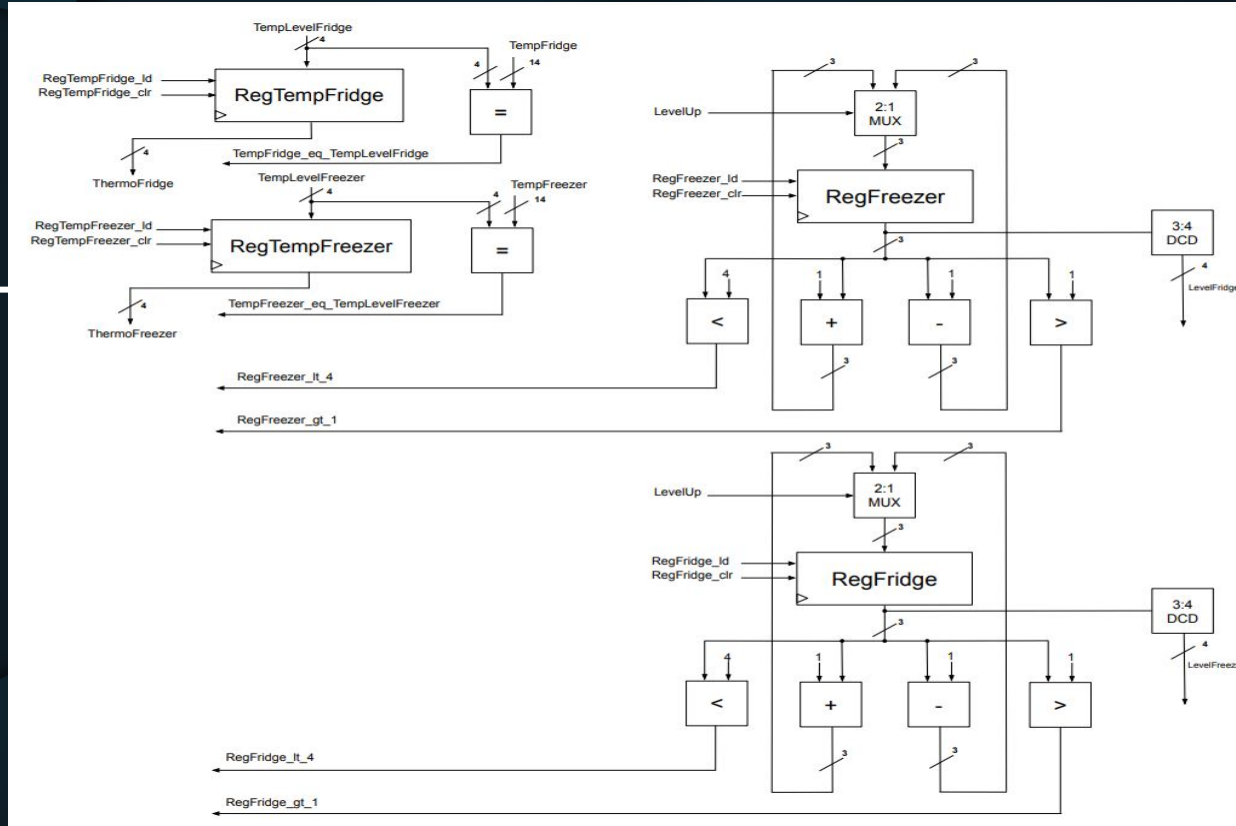 TempLevelFridge
4
TempFridge
4
14
RegTempFridge_ld
RegTempFridge_clr
RegTempFridge
=
4
TempFridge_eq_TempLevelFridge
ThermoFridge
TempLevelFreezer
4
TempFreezer
4
14
RegTempFreezer_ld
RegTempFreezer_clr
RegTempFreezer
=
4
TempFreezer_eq_TempLevelFreezer
ThermoFreezer
3
3
LevelUp
2:1
MUX
3
RegFreezer_ld
RegFreezer_clr
RegFreezer
3
3:4
DCD
4
LevelFridge
4
1
1
1
<
+
-
>
3
3
RegFreezer_lt_4
RegFreezer_gt_1
3
3
LevelUp
2:1
MUX
3
RegFridge_ld
RegFridge_clr
RegFridge
3
3:4
DCD
4
LevelFreez
4
1
1
1
<
+
-
>
3
3
RegFridge_lt_4
RegFridge_gt_1